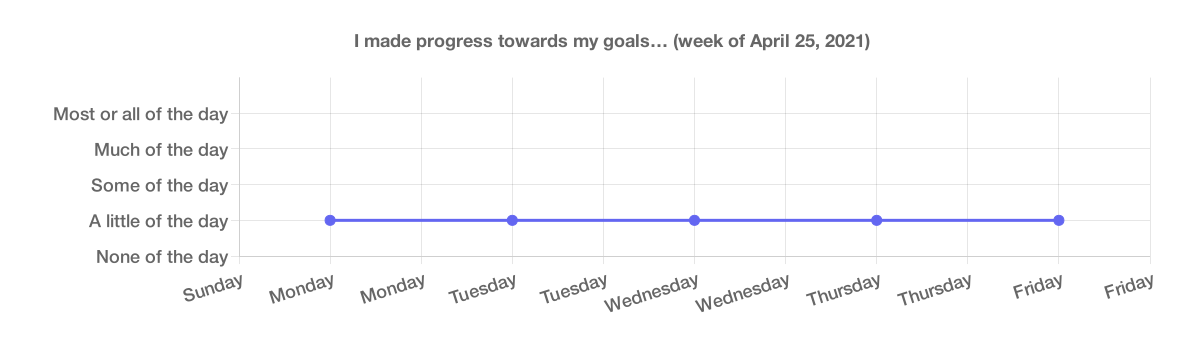 I made progress towards my goals… (week of April 25, 2021)
Most or all of the day
Much of the day
Some of the day
A little of the day
None of the day
Sunday Monday Monday Tuesday Tuesday Wednesday Wednesday Thursday Thursday Friday Friday